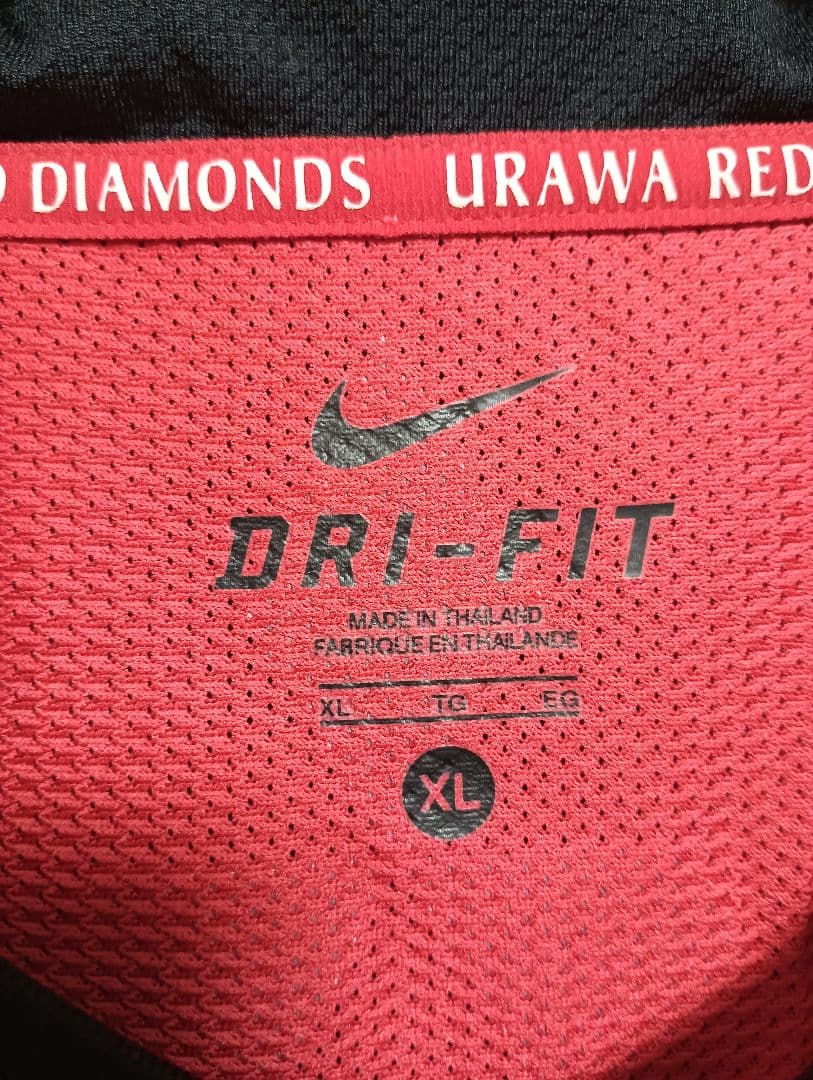 D DIAMONDS URAWA RED
DRI-FIT
MADE IN THAILAND
FABRIQUE EN THAILANDE
XL TG EG
XL